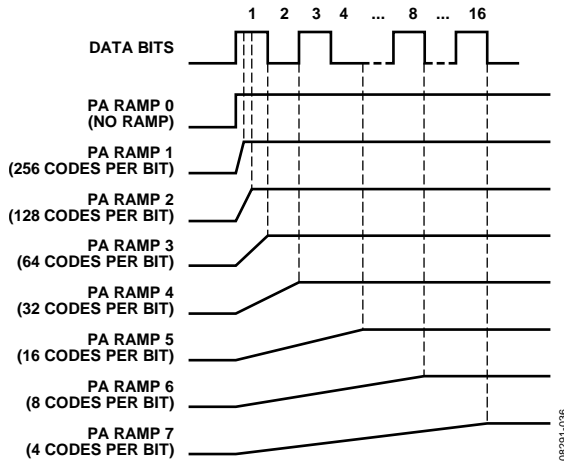 1 2 3 4 ... 8 ... 16
DATA BITS
PA RAMP 0
(NO RAMP)
PA RAMP 1
(256 CODES PER BIT)
PA RAMP 2
(128 CODES PER BIT)
PA RAMP 3
(64 CODES PER BIT)
PA RAMP 4
(32 CODES PER BIT)
PA RAMP 5
(16 CODES PER BIT)
PA RAMP 6
(8 CODES PER BIT)
PA RAMP 7
(4 CODES PER BIT)
08291-036